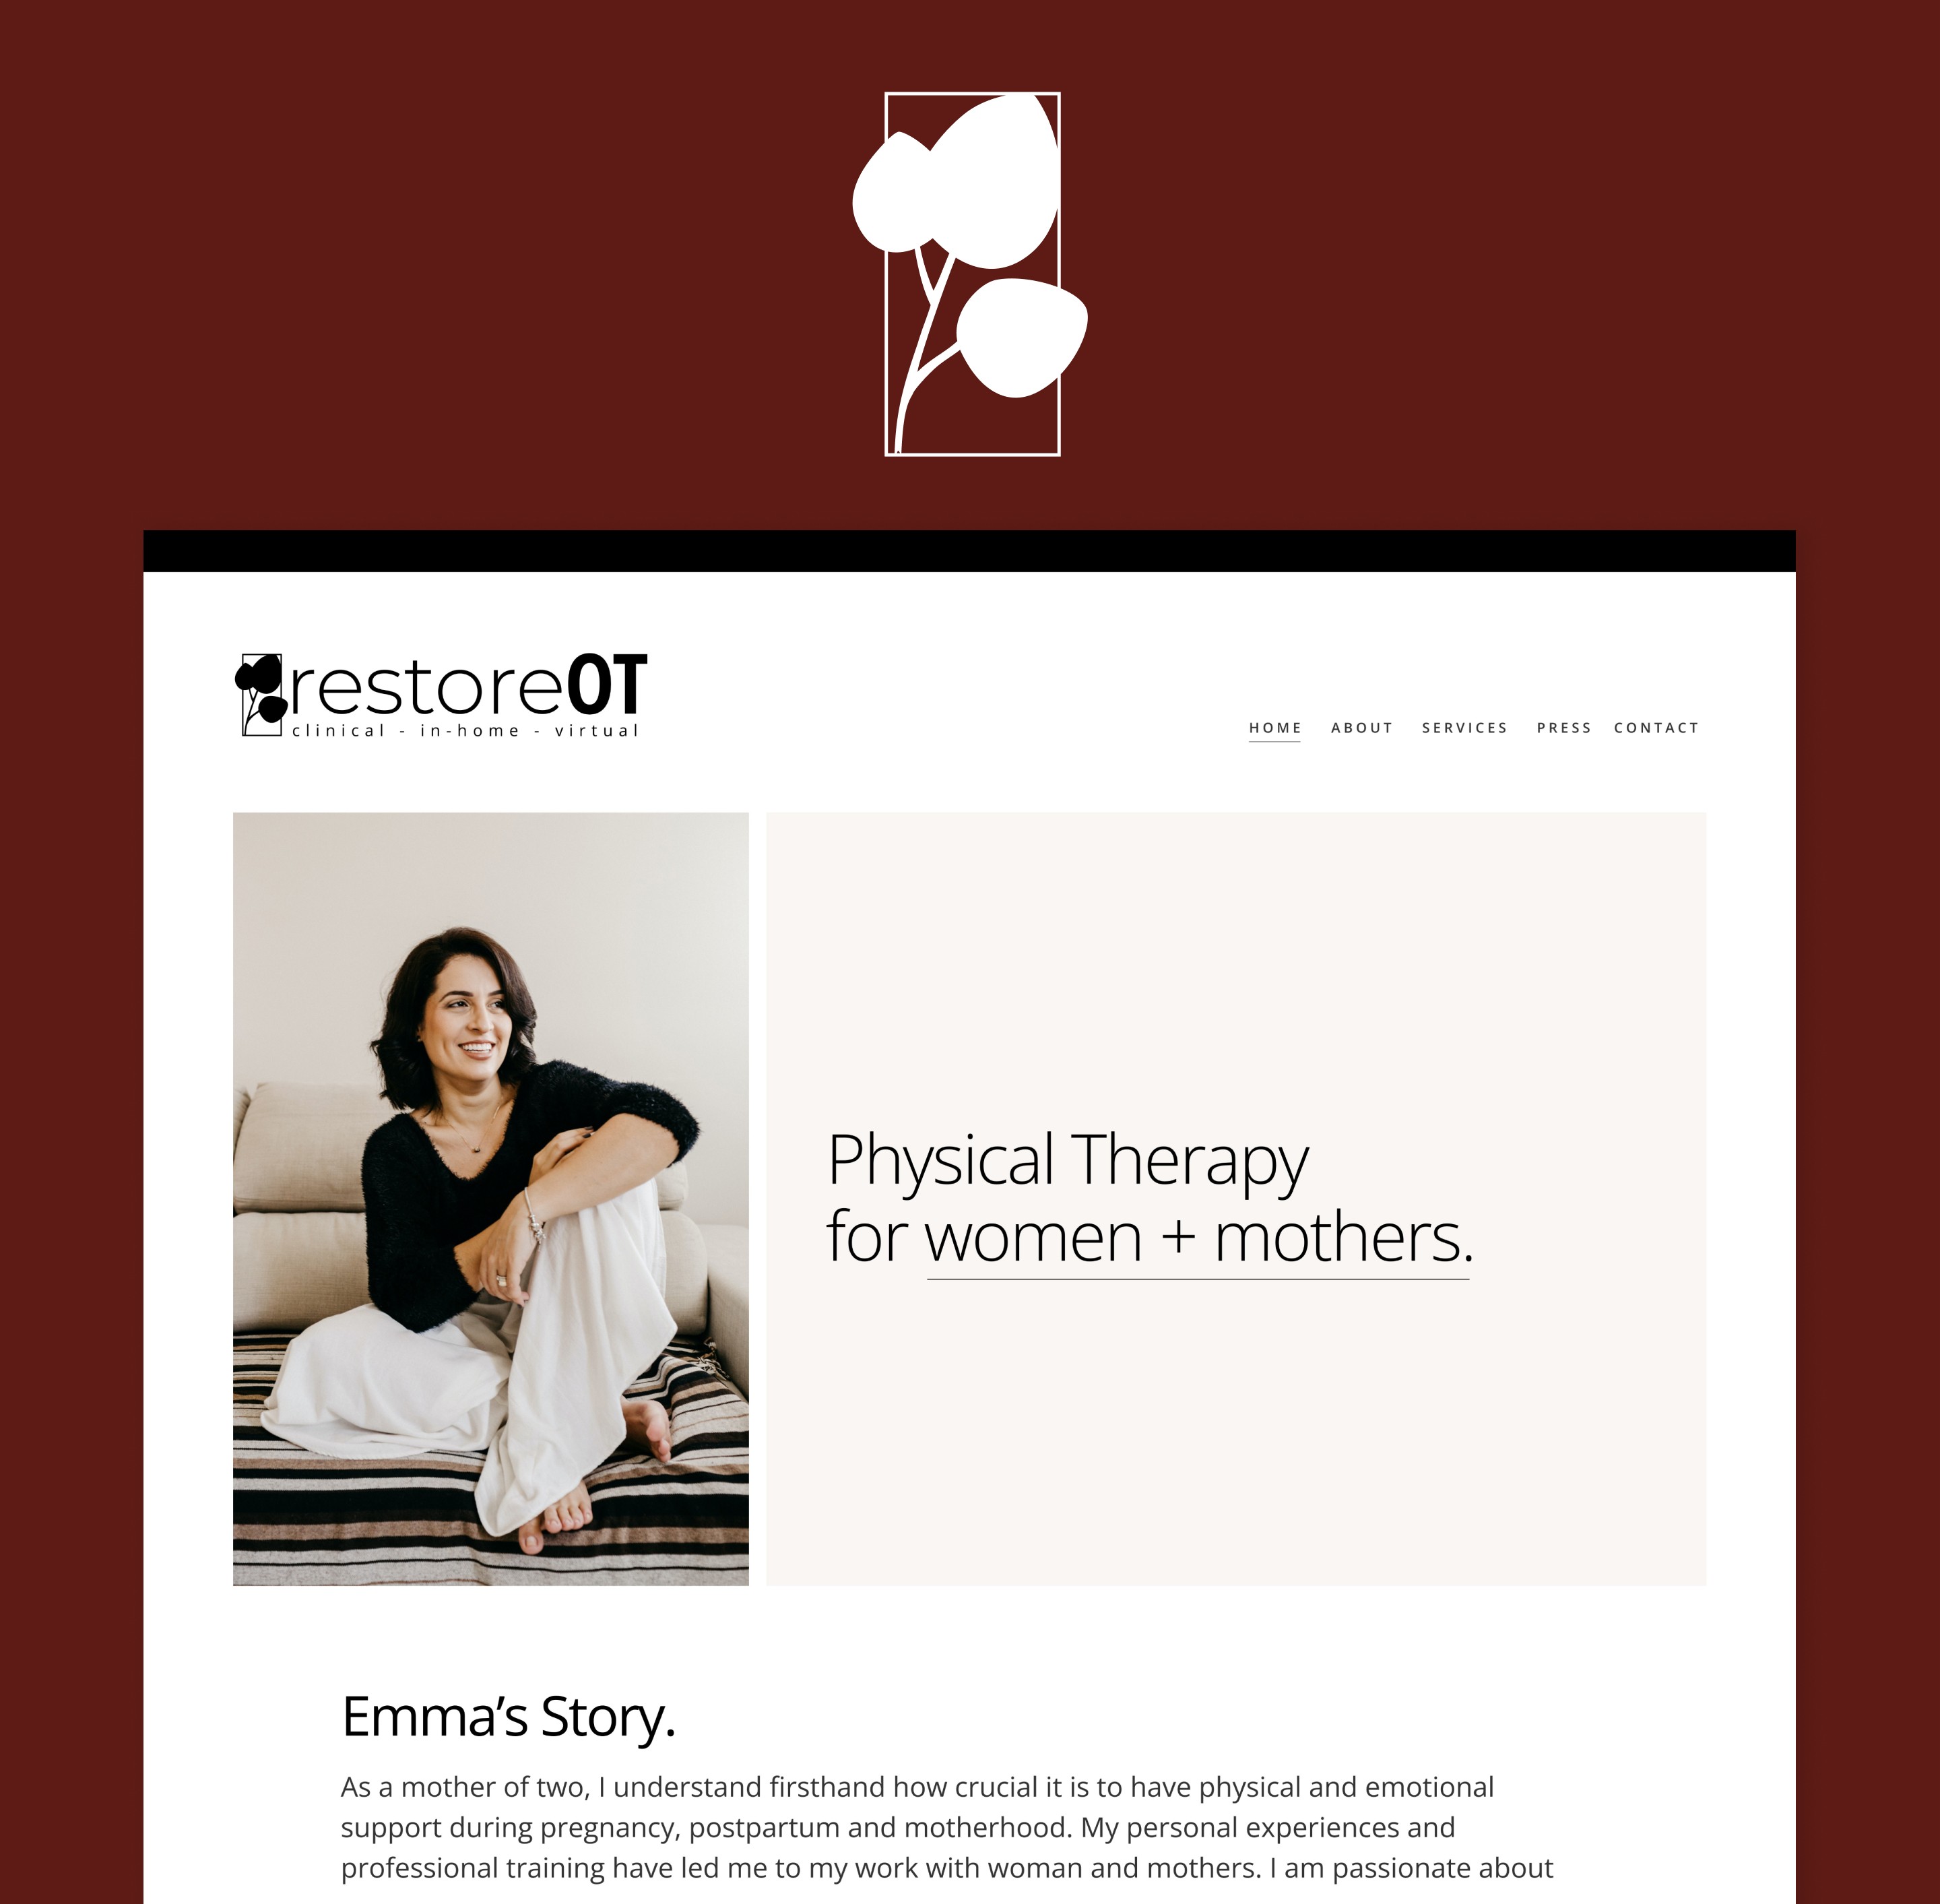 restoreOT
clinical - in-home - virtual
HOME ABOUT SERVICES PRESS CONTACT
Physical Therapy
for women + mothers.
Emma’s Story.
As a mother of two, I understand firsthand how crucial it is to have physical and emotional
support during pregnancy, postpartum and motherhood. My personal experiences and
professional training have led me to my work with woman and mothers. I am passionate about